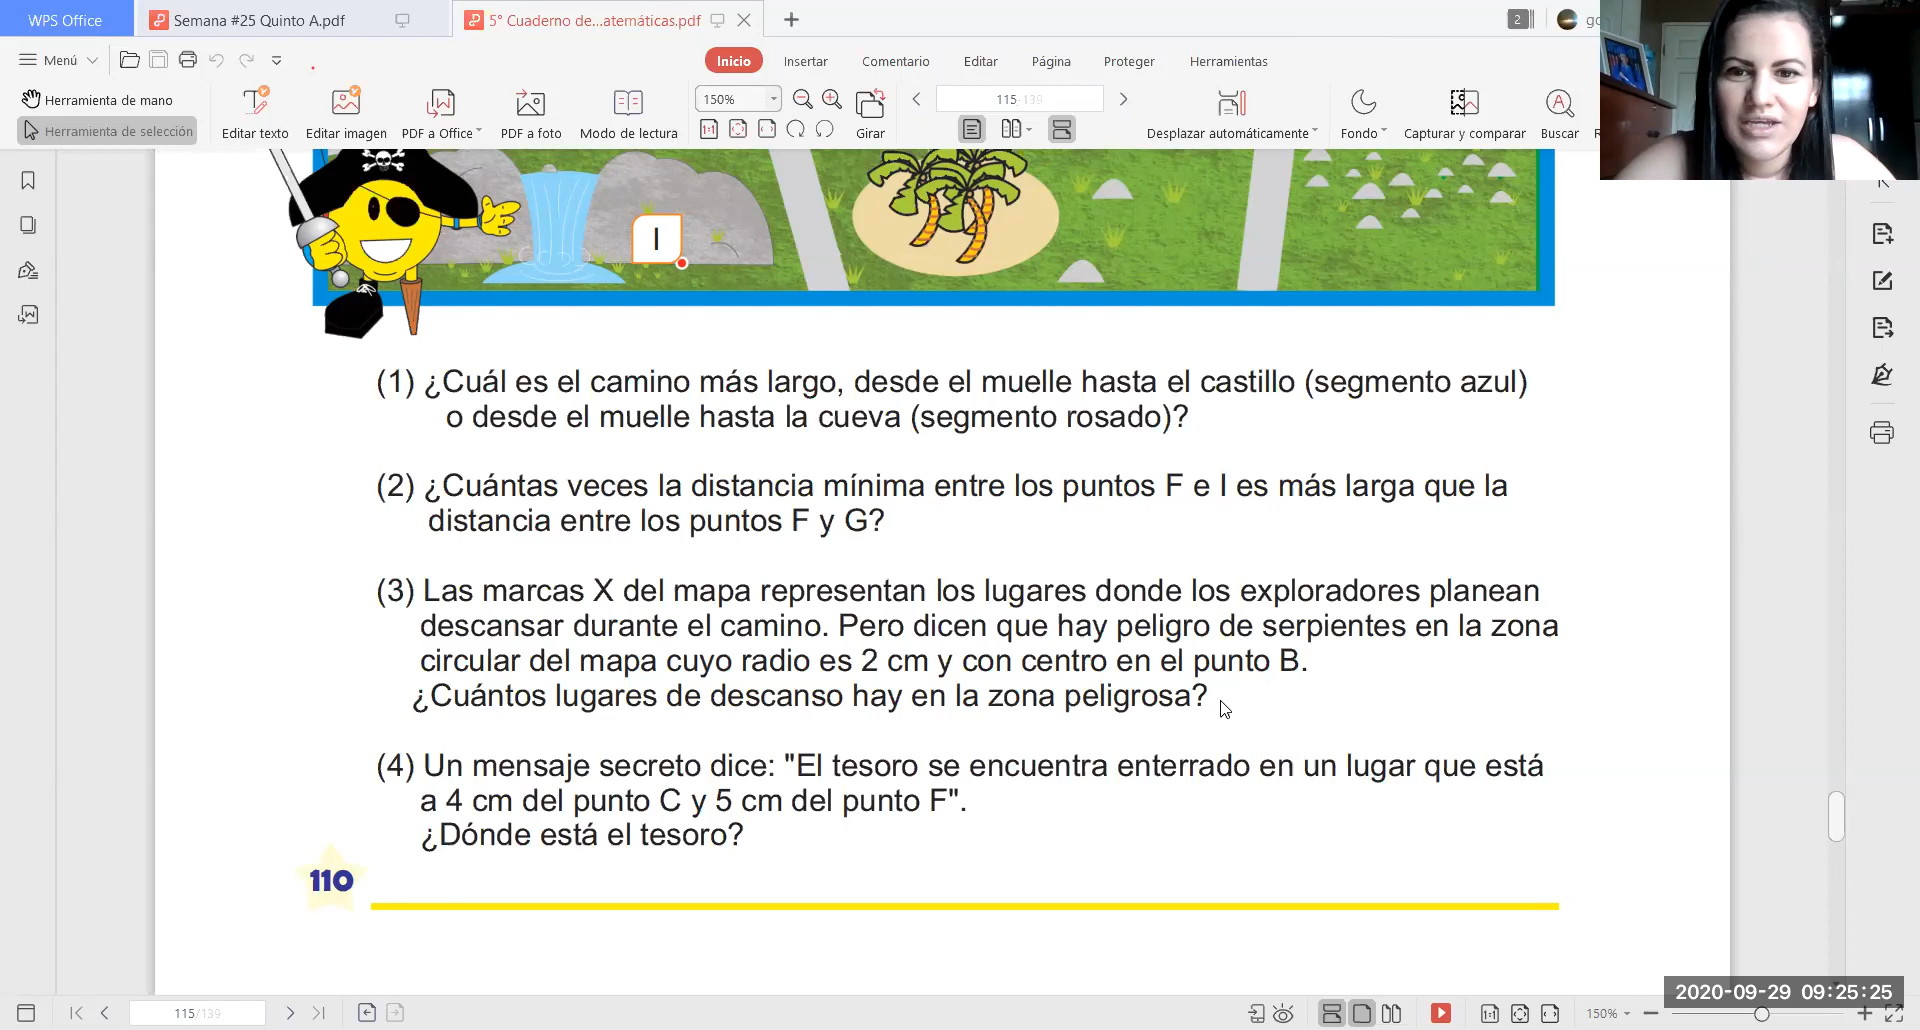 WPS Office
Semana #25 Quinto A.pdf
5° Cuaderno de...atemáticas.pdf
2
Menú
Inicio
Insertar
Comentario
Editar
Página
Proteger
Herramientas
Herramienta de mano
Herramienta de selección
Editar texto
Editar imagen
PDF a Office
PDF a foto
Modo de lectura
150%
Girar
115/139
Desplazar automáticamente
Fondo
Capturar y comparar
Buscar
I
(1) ¿Cuál es el camino más largo, desde el muelle hasta el castillo (segmento azul)
o desde el muelle hasta la cueva (segmento rosado)?
(2) ¿Cuántas veces la distancia mínima entre los puntos F e I es más larga que la
distancia entre los puntos F y G?
(3) Las marcas X del mapa representan los lugares donde los exploradores planean
descansar durante el camino. Pero dicen que hay peligro de serpientes en la zona
circular del mapa cuyo radio es 2 cm y con centro en el punto B.
¿Cuántos lugares de descanso hay en la zona peligrosa?
(4) Un mensaje secreto dice: "El tesoro se encuentra enterrado en un lugar que está
a 4 cm del punto C y 5 cm del punto F".
¿Dónde está el tesoro?
110
115/139
150%
2020-09-29 09:25:25